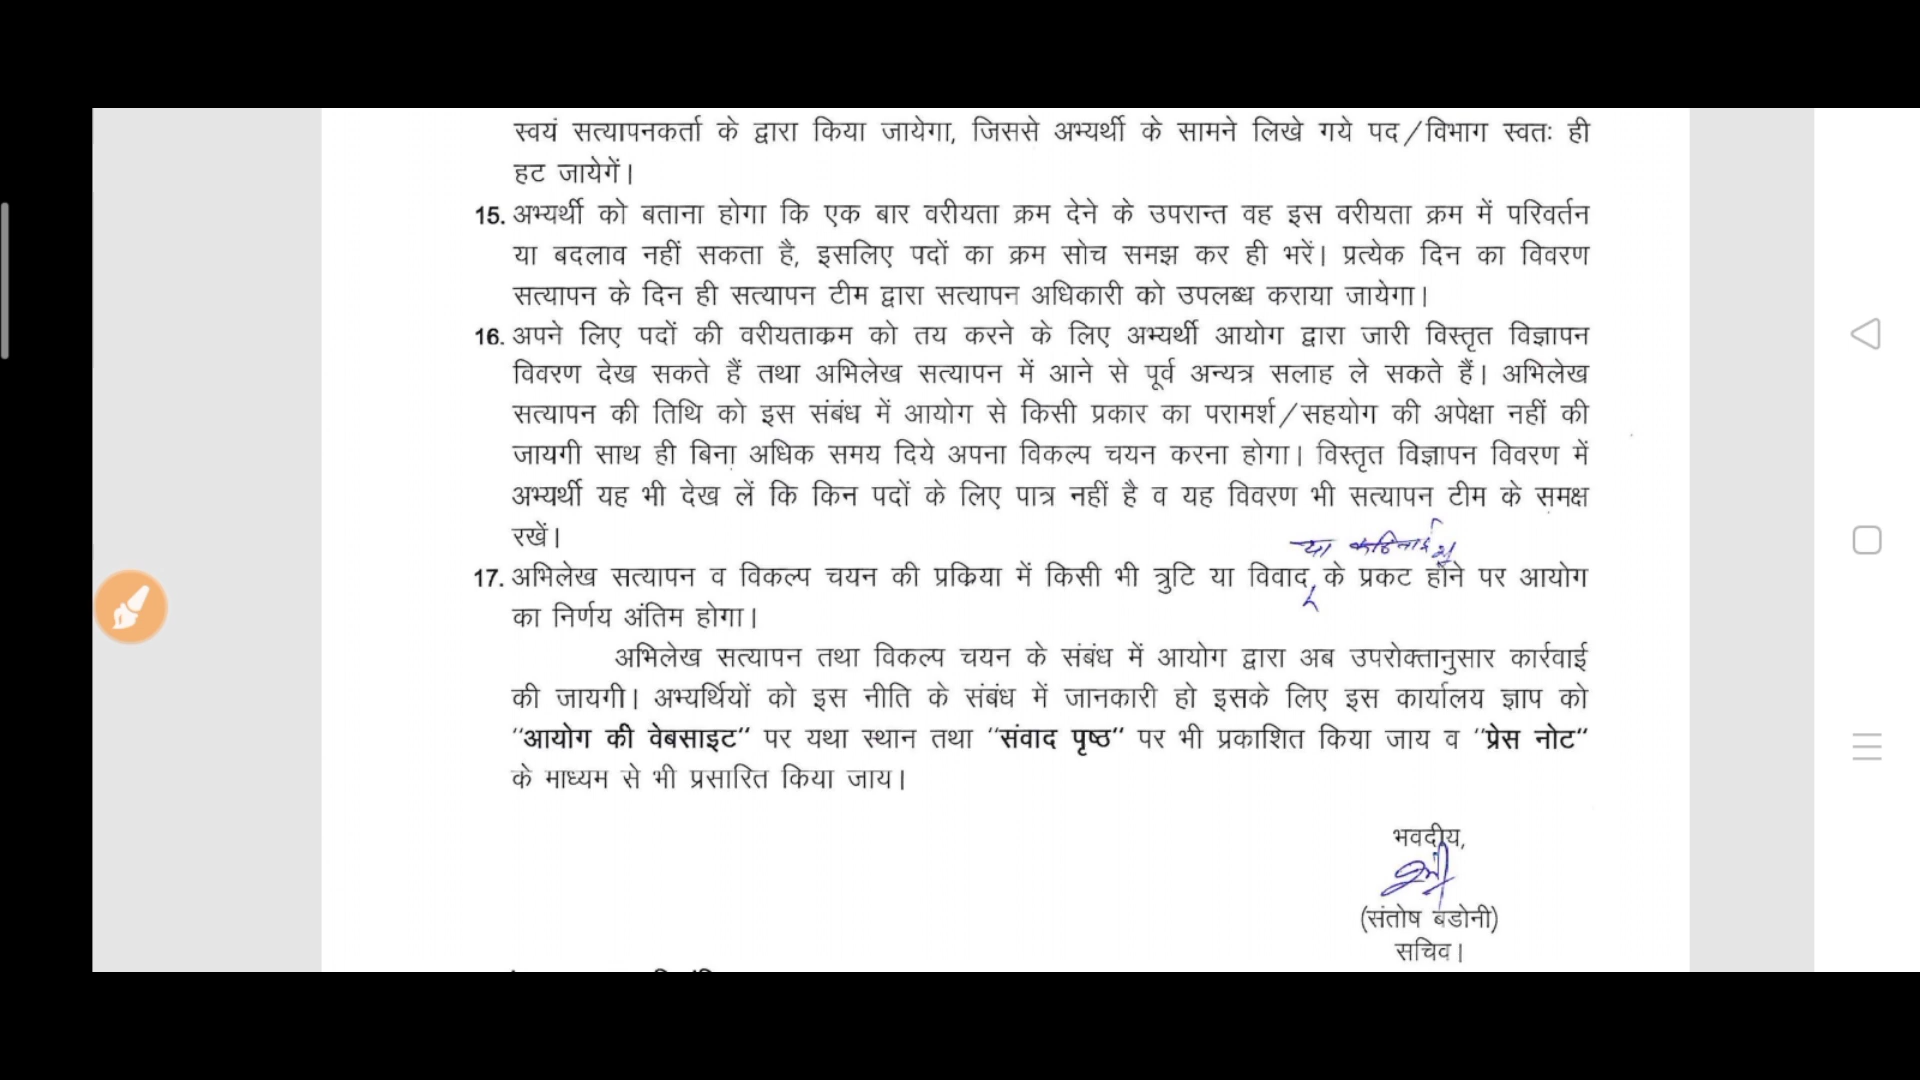 स्वयं सत्यापनकर्ता के द्वारा किया जायेगा, जिससे अभ्यर्थी के सामने लिखे गये पद/विभाग स्वतः ही
हट जायेगें।
15. अभ्यर्थी को बताना होगा कि एक बार वरीयता क्रम देने के उपरान्त वह इस वरीयता क्रम में परिवर्तन
या बदलाव नहीं सकता है, इसलिए पदों का क्रम सोच समझ कर ही भरें। प्रत्येक दिन का विवरण
सत्यापन के दिन ही सत्यापन टीम द्वारा सत्यापन अधिकारी को उपलब्ध कराया जायेगा।
16. अपने लिए पदों की वरीयताक्रम को तय करने के लिए अभ्यर्थी आयोग द्वारा जारी विस्तृत विज्ञापन
विवरण देख सकते हैं तथा अभिलेख सत्यापन में आने से पूर्व अन्यत्र सलाह ले सकते हैं। अभिलेख
सत्यापन की तिथि को इस संबंध में आयोग से किसी प्रकार का परामर्श/सहयोग की अपेक्षा नहीं की
जायगी साथ ही बिना अधिक समय दिये अपना विकल्प चयन करना होगा। विस्तृत विज्ञापन विवरण में
अभ्यर्थी यह भी देख लें कि किन पदों के लिए पात्र नहीं है व यह विवरण भी सत्यापन टीम के समक्ष
रखें।
या कठिनाई
17. अभिलेख सत्यापन व विकल्प चयन की प्रक्रिया में किसी भी त्रुटि या विवाद के प्रकट होने पर आयोग
का निर्णय अंतिम होगा।
अभिलेख सत्यापन तथा विकल्प चयन के संबंध में आयोग द्वारा अब उपरोक्तानुसार कार्रवाई
की जायगी। अभ्यर्थियों को इस नीति के संबंध में जानकारी हो इसके लिए इस कार्यालय ज्ञाप को
"आयोग की वेबसाइट" पर यथा स्थान तथा "संवाद पृष्ठ" पर भी प्रकाशित किया जाय व "प्रेस नोट"
के माध्यम से भी प्रसारित किया जाय।
भवदीय,
(संतोष बडोनी)
सचिव।